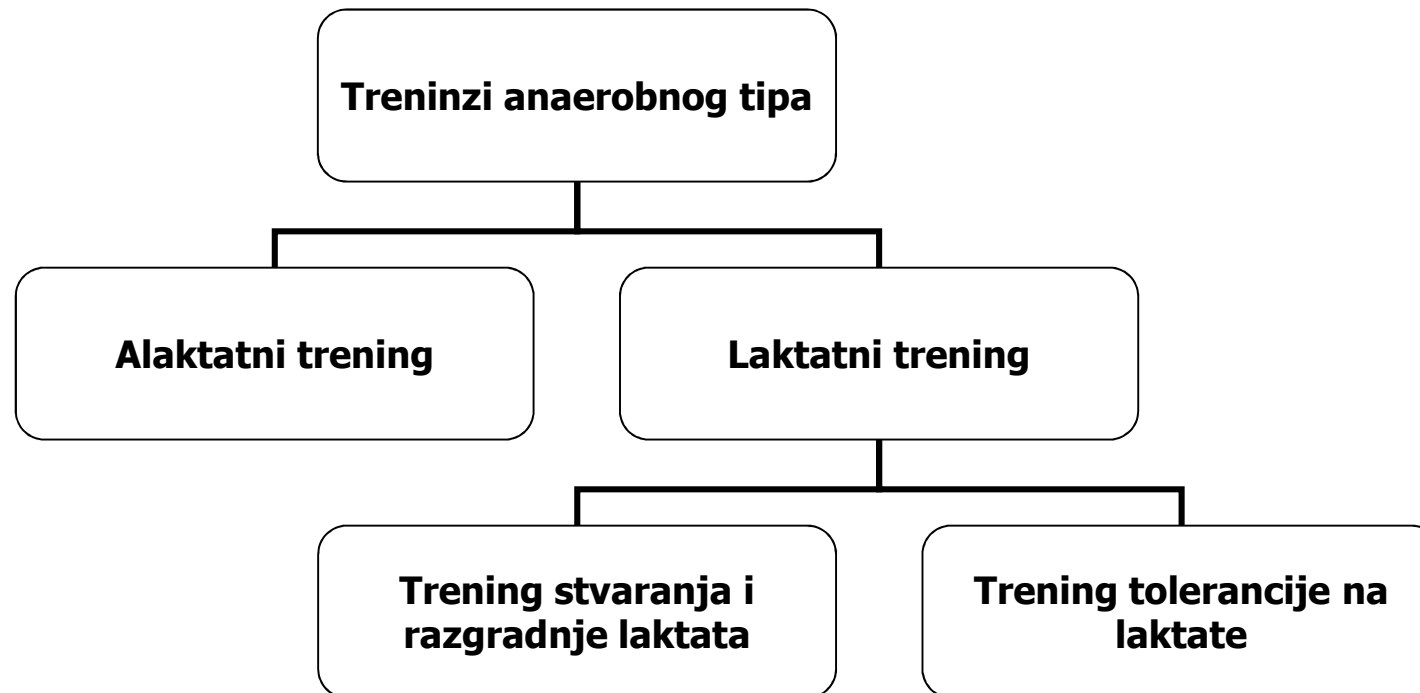 Treninzi anaerobnog tipa
Alaktatni trening
Laktatni trening
Trening stvaranja i
razgradnje laktata
Trening tolerancije na
laktate